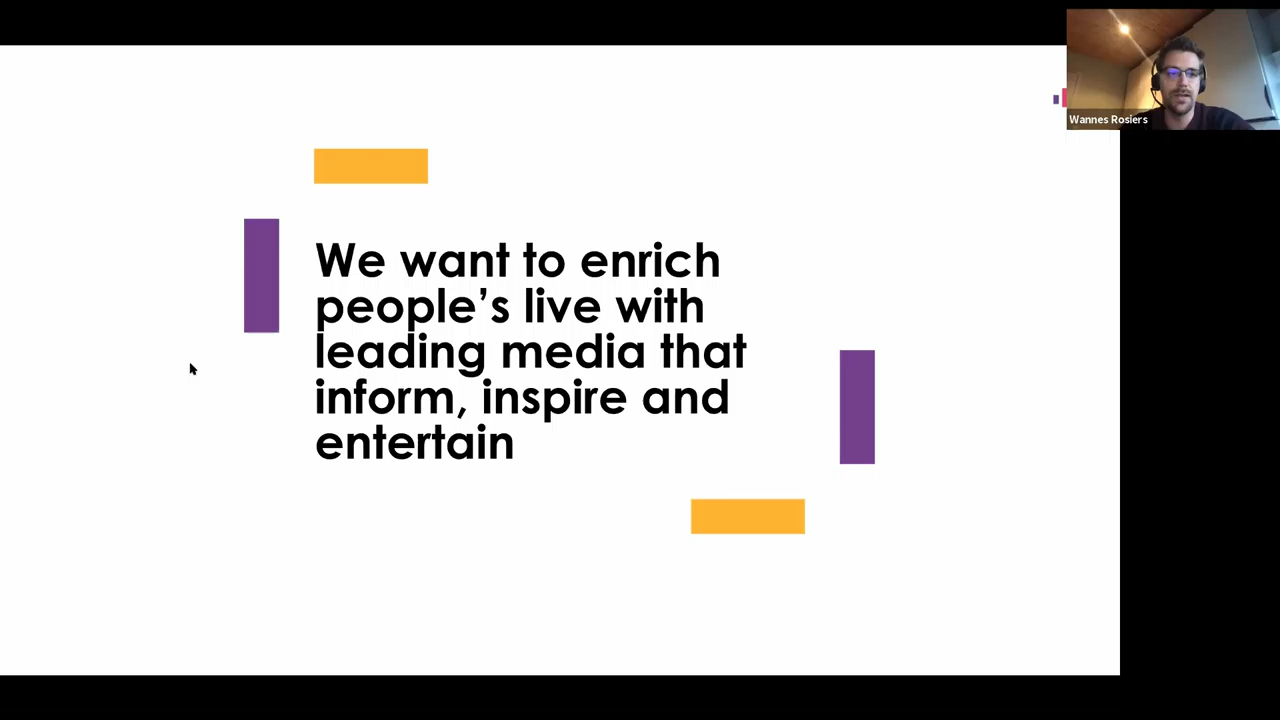 Wannes Rosiers
We want to enrich
people’s live with
leading media that
inform, inspire and
entertain